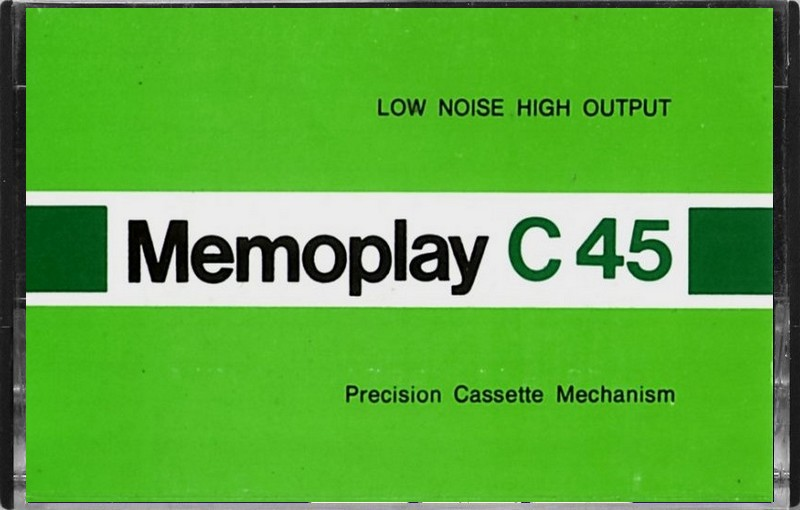 LOW NOISE HIGH OUTPUT
Memoplay C 45
Precision Cassette Mechanism